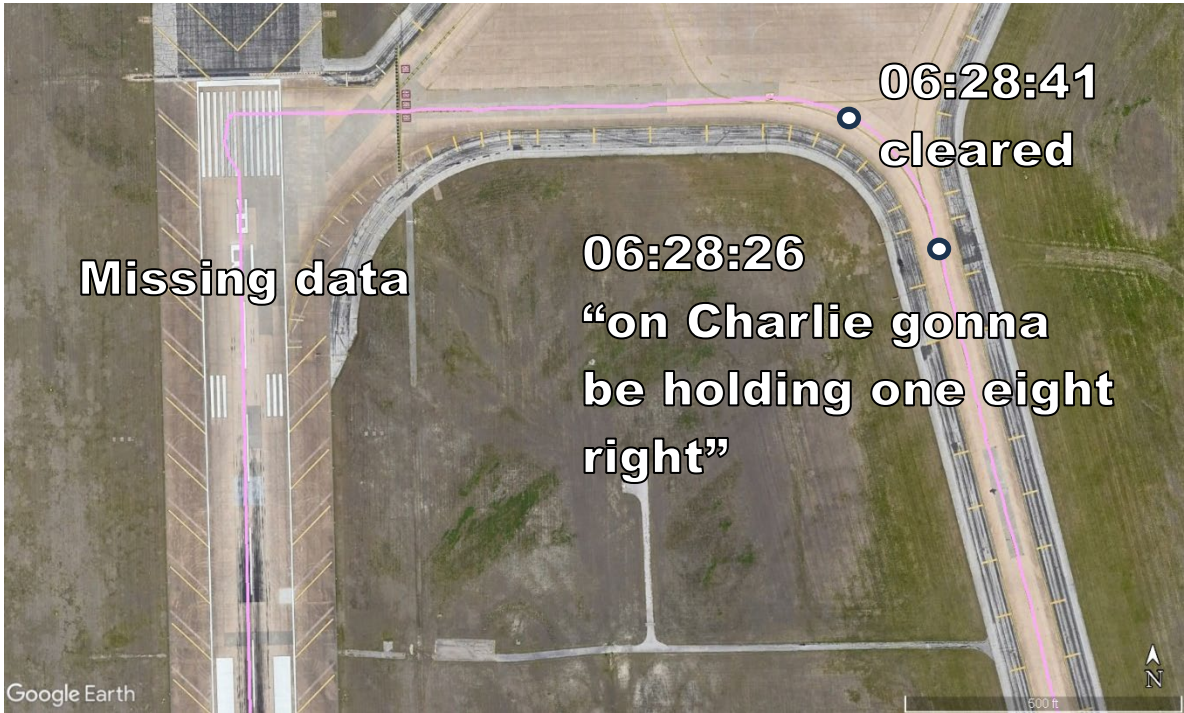 06:28:41
cleared
06:28:26
“on Charlie gonna
be holding one eight
right”
Missing data
Google Earth
N
500 ft